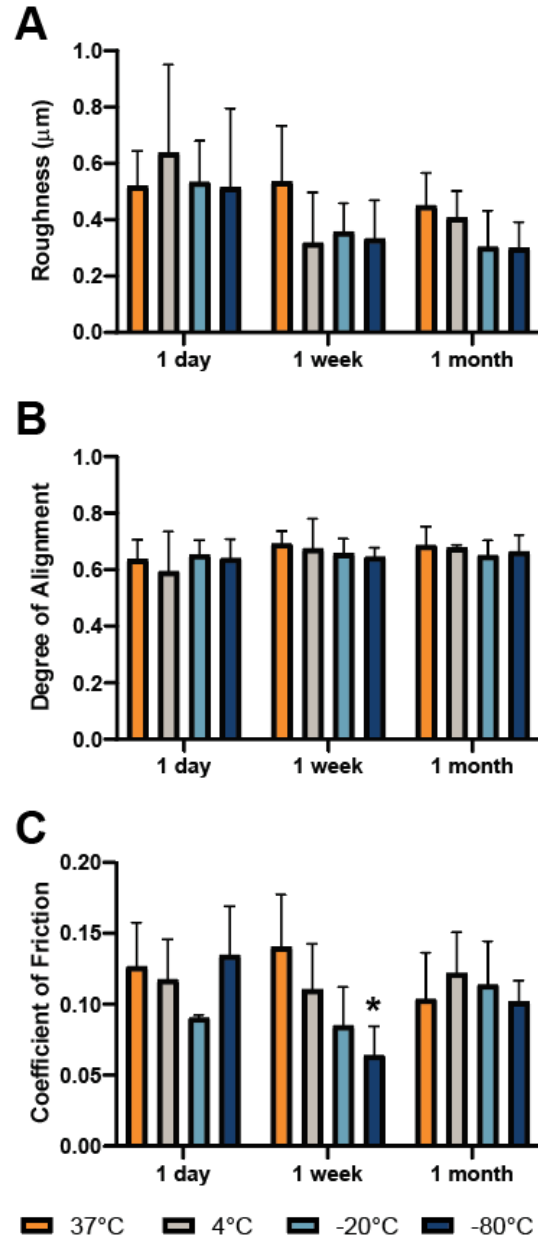 A
Roughness (μm)
1.0
0.8
0.6
0.4
0.2
0.0
1 day 1 week 1 month
B
Degree of Alignment
1.0
0.8
0.6
0.4
0.2
0.0
1 day 1 week 1 month
C
Coefficient of Friction
0.20
0.15
0.10
0.05
0.00
*
1 day 1 week 1 month
37°C 4°C -20°C -80°C